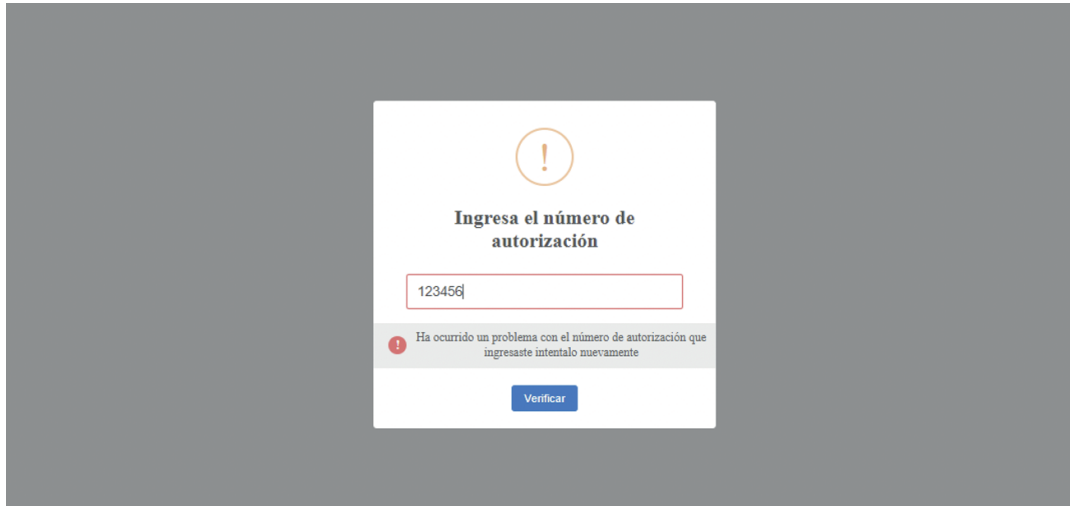 !
Ingresa el número de
autorización
123456
! Ha ocurrido un problema con el número de autorización que
ingresaste intentalo nuevamente
Verificar